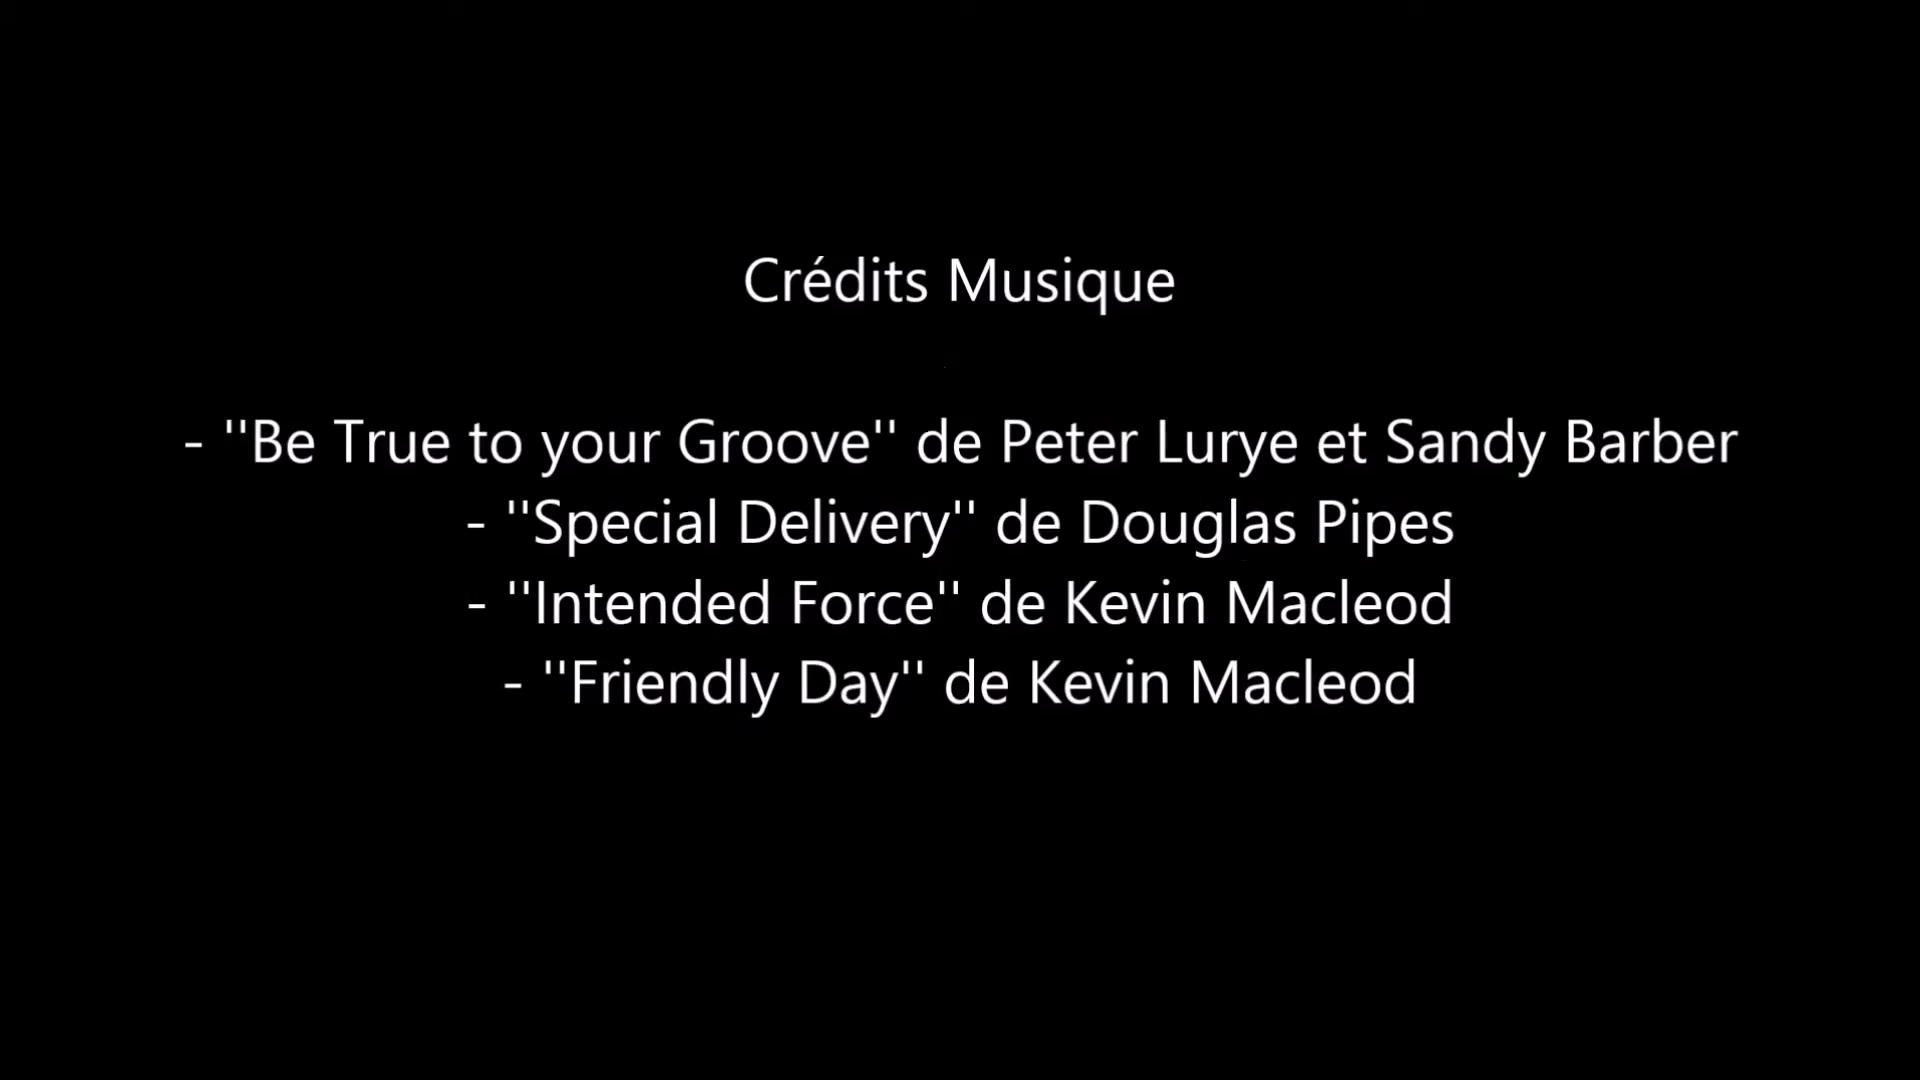 Crédits Musique
- ''Be True to your Groove'' de Peter Lurye et Sandy Barber
- ''Special Delivery'' de Douglas Pipes
- ''Intended Force'' de Kevin Macleod
- ''Friendly Day'' de Kevin Macleod